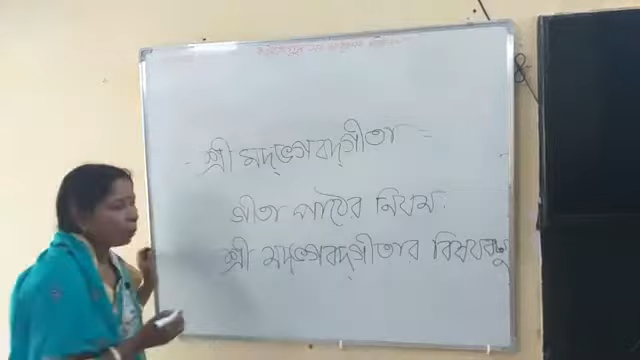 শ্রী মদ্ভগবদ্গীতা
গীতা পাঠের নিয়ম:
শ্রী মদ্ভগবদ্গীতার বিষয়বস্তু